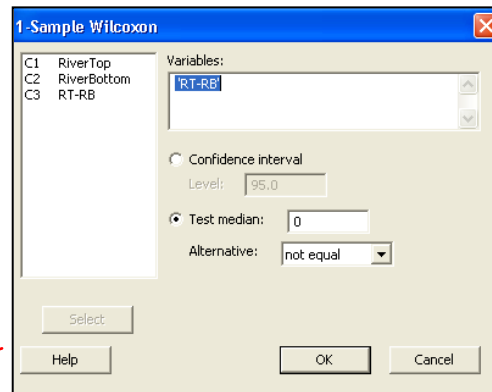 1-Sample Wilcoxon
C1 RiverTop
C2 RiverBottom
C3 RT-RB
Variables:
'RT-RB'
Confidence interval
Level: 95.0
Test median: 0
Alternative: not equal
Select
Help
OK
Cancel